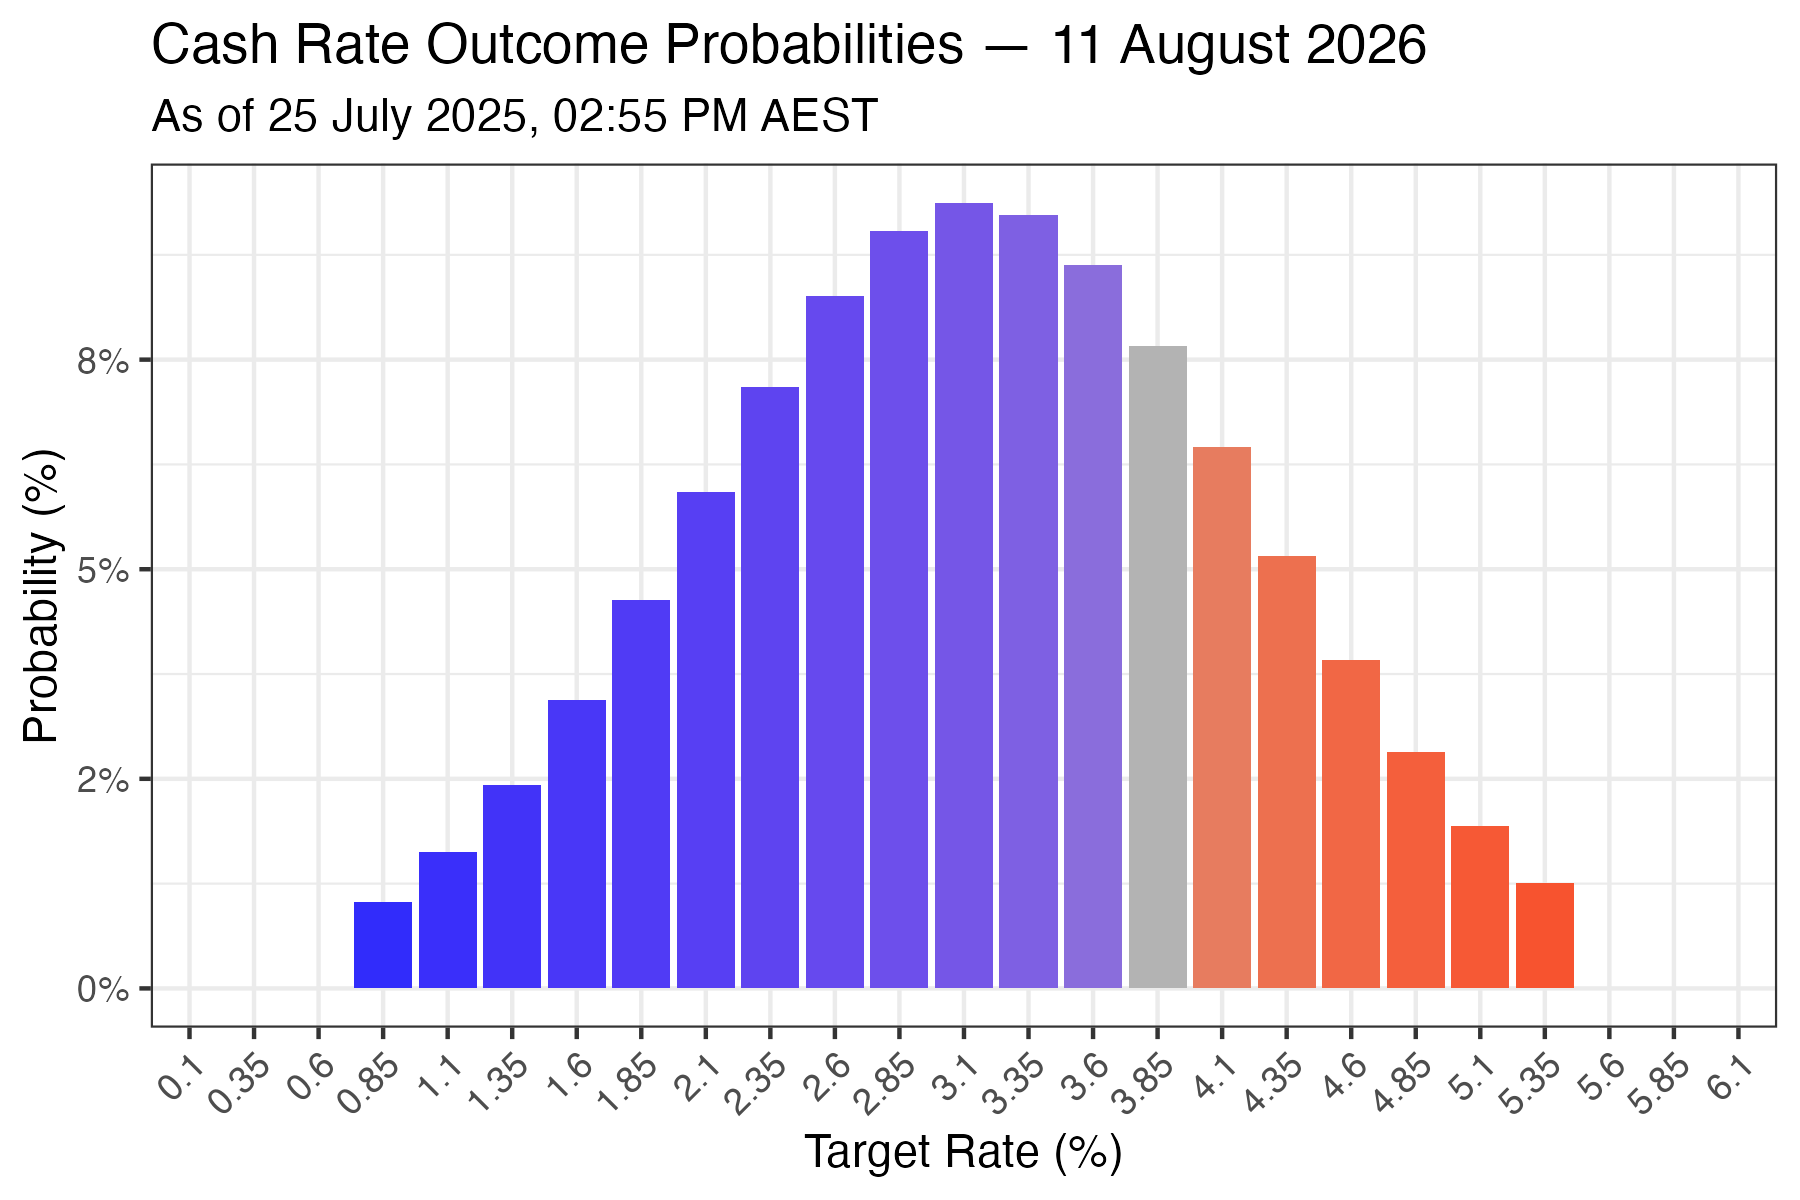 Cash Rate Outcome Probabilities — 11 August 2026
As of 25 July 2025, 02:55 PM AEST
Probability (%)
8%
5%
2%
0%
0.1 0.35 0.6 0.85 1.1 1.35 1.6 1.85 2.1 2.35 2.6 2.85 3.1 3.35 3.6 3.85 4.1 4.35 4.6 4.85 5.1 5.35 5.6 5.85 6.1
Target Rate (%)